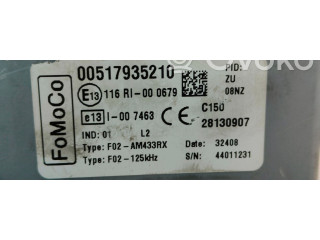 FoMoCo
00517935210
PID:
ZU
08NZ
E13 116 RI-00 0679
e13 I-00 7463 CE
C150
28130907
IND: 01 L2
Type: F02-AM433RX Date: 32408
Type: F02-125kHz S/N: 44011231